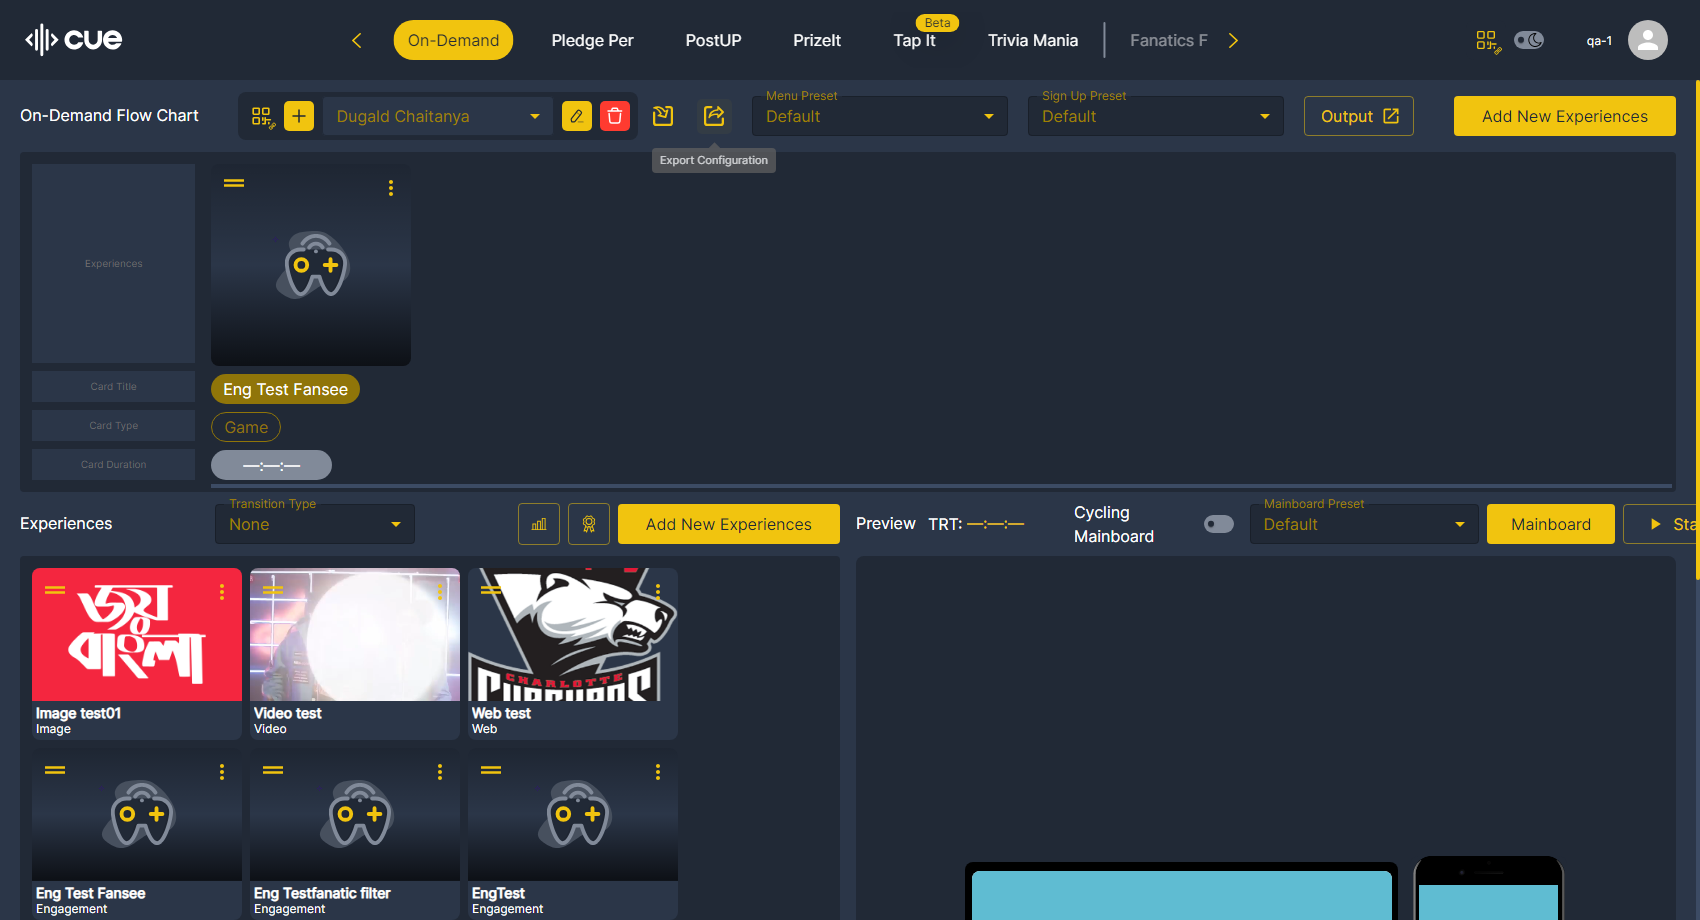 cue
On-Demand
Pledge Per
PostUP
PrizeIt
Beta
Tap It
Trivia Mania
Fanatics F
qa-1
On-Demand Flow Chart
Dugald Chaitanya
Menu Preset
Default
Sign Up Preset
Default
Output
Add New Experiences
Export Configuration
Experiences
Card Title
Eng Test Fansee
Card Type
Game
Card Duration
—:—:—
Experiences
Transition Type
None
Add New Experiences
Preview
TRT: —:—:—
Cycling
Mainboard
Mainboard Preset
Default
Mainboard
Sta
জয়
বাংলা
CHARLOTTE
Image test01
Image
Video test
Video
Web test
Web
Eng Test Fansee
Engagement
Eng Testfanatic filter
Engagement
EngTest
Engagement